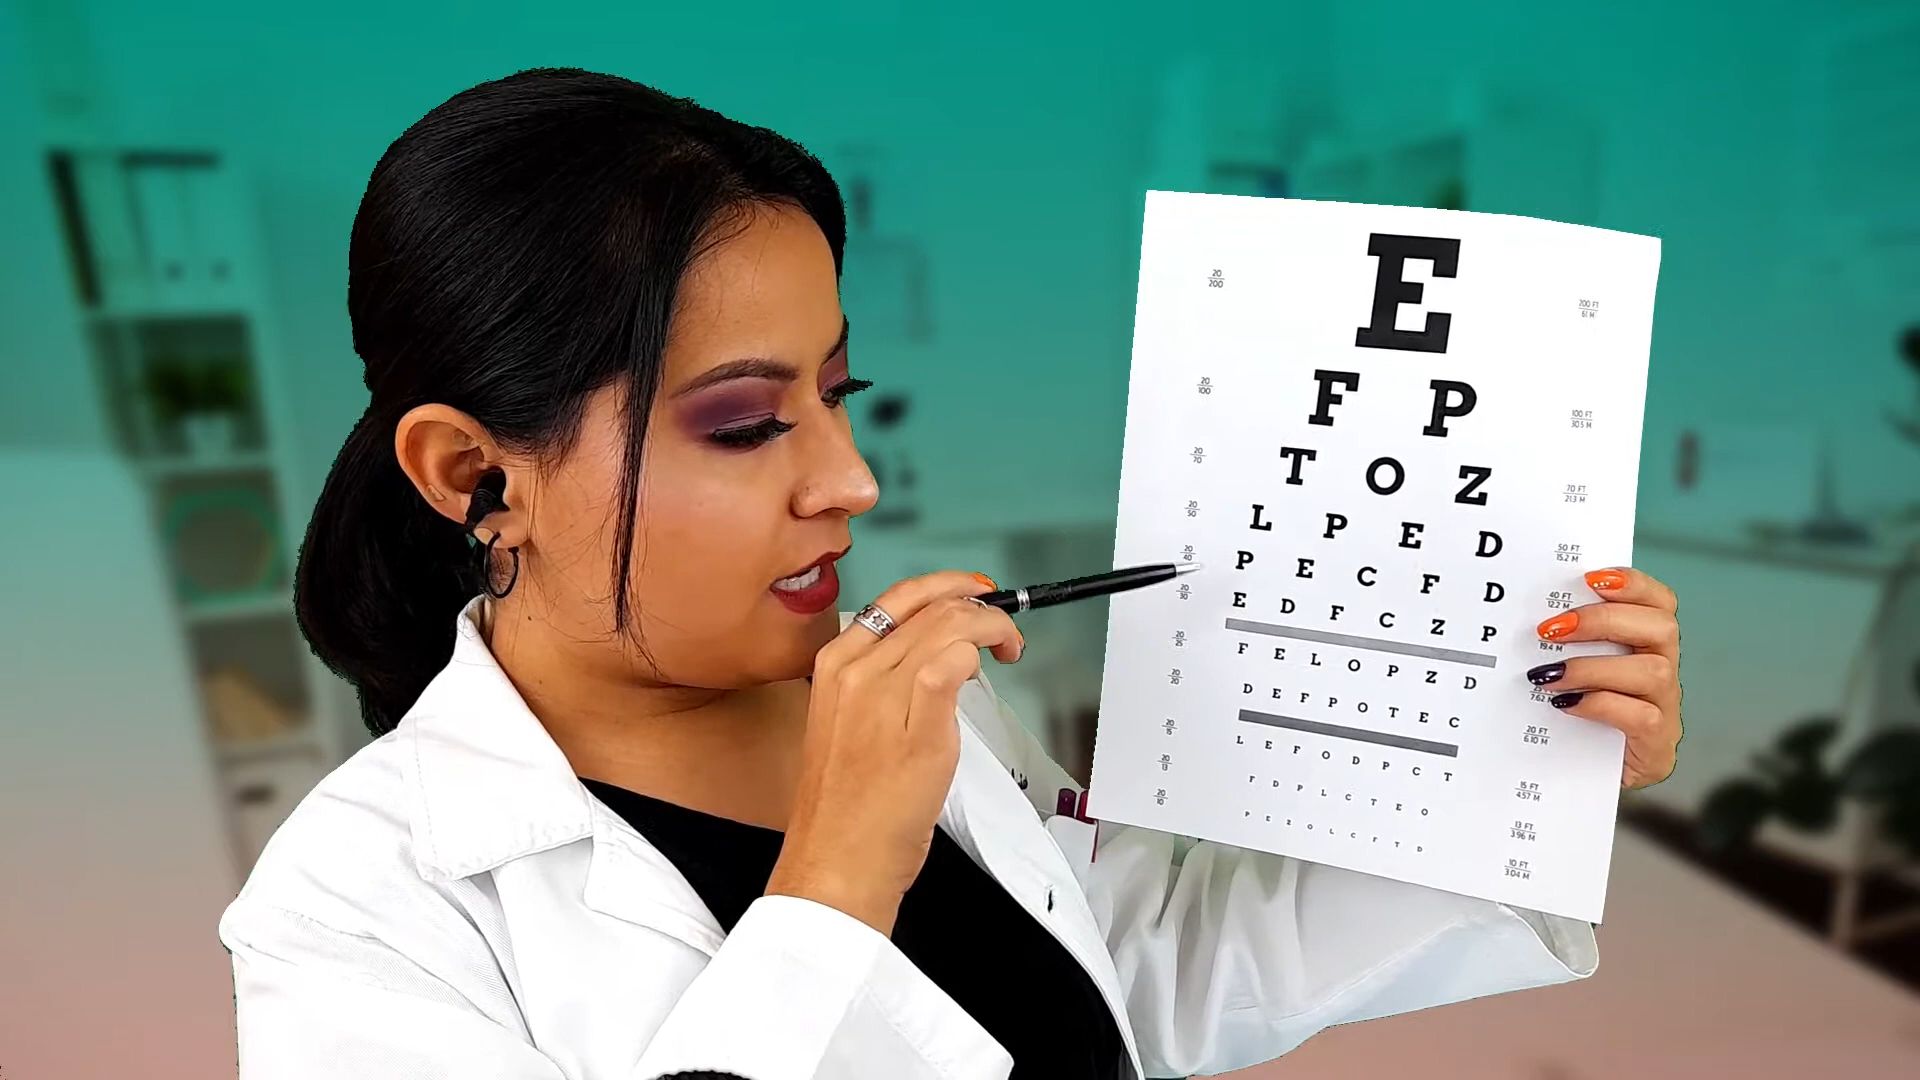 E
20
200
200 FT
61 M
F P
20
100
100 FT
30.5 M
T O Z
20
70
70 FT
21.3 M
L P E D
20
50
50 FT
15.2 M
P E C F D
20
40
40 FT
12.2 M
E D F C Z P
20
30
F E L O P Z D
20
25
7.62 M
D E F P O T E C
20
20
20 FT
6.10 M
L E F O D P C T
20
15
15 FT
4.57 M
F D P L C T E O
20
13
13 FT
3.96 M
P E Z O L C F T D
20
10
10 FT
3.04 M